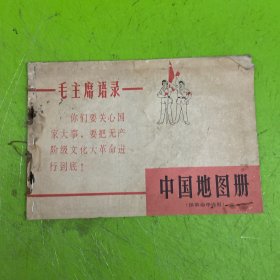 毛主席语录
你们要关心国
家大事，要把无产
阶级文化大革命进
行到底！
中国地图册